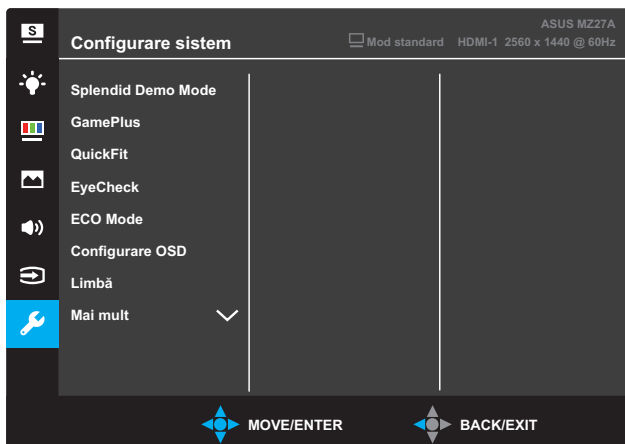 S
ASUS MZ27A
Configurare sistem
Mod standard HDMI-1 2560 x 1440 @ 60Hz
Splendid Demo Mode
GamePlus
QuickFit
EyeCheck
ECO Mode
Configurare OSD
Limbă
Mai mult
MOVE/ENTER
BACK/EXIT